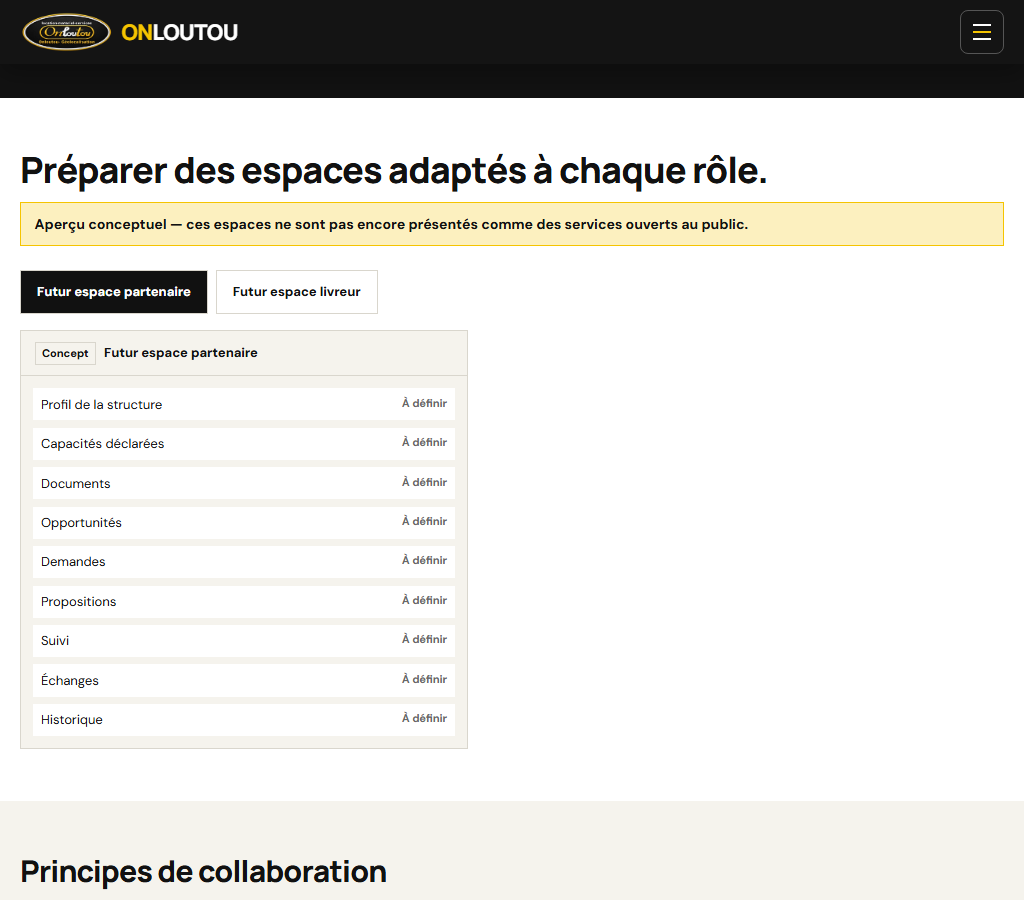 Onloutou
ONLOUTOU
Préparer des espaces adaptés à chaque rôle.
Aperçu conceptuel — ces espaces ne sont pas encore présentés comme des services ouverts au public.
Futur espace partenaire
Futur espace livreur
Concept Futur espace partenaire
Profil de la structure À définir
Capacités déclarées À définir
Documents À définir
Opportunités À définir
Demandes À définir
Propositions À définir
Suivi À définir
Échanges À définir
Historique À définir
Principes de collaboration